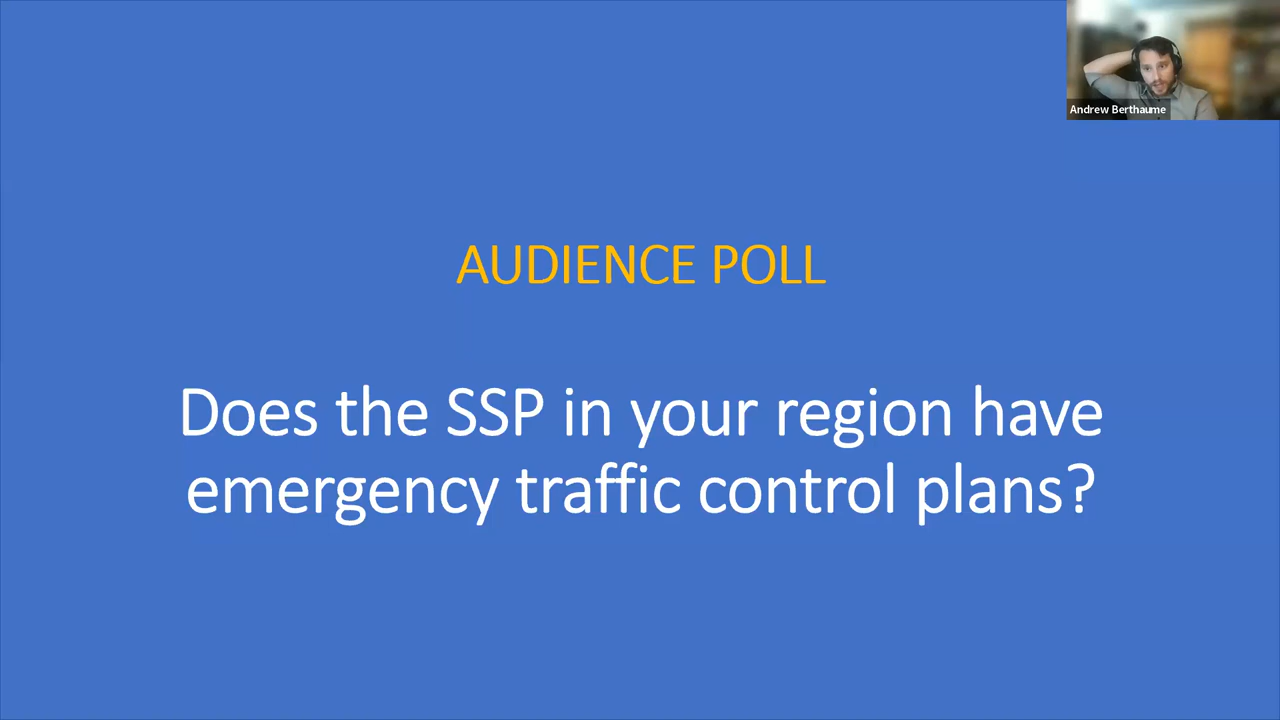 Andrew Berthaume
AUDIENCE POLL
Does the SSP in your region have
emergency traffic control plans?